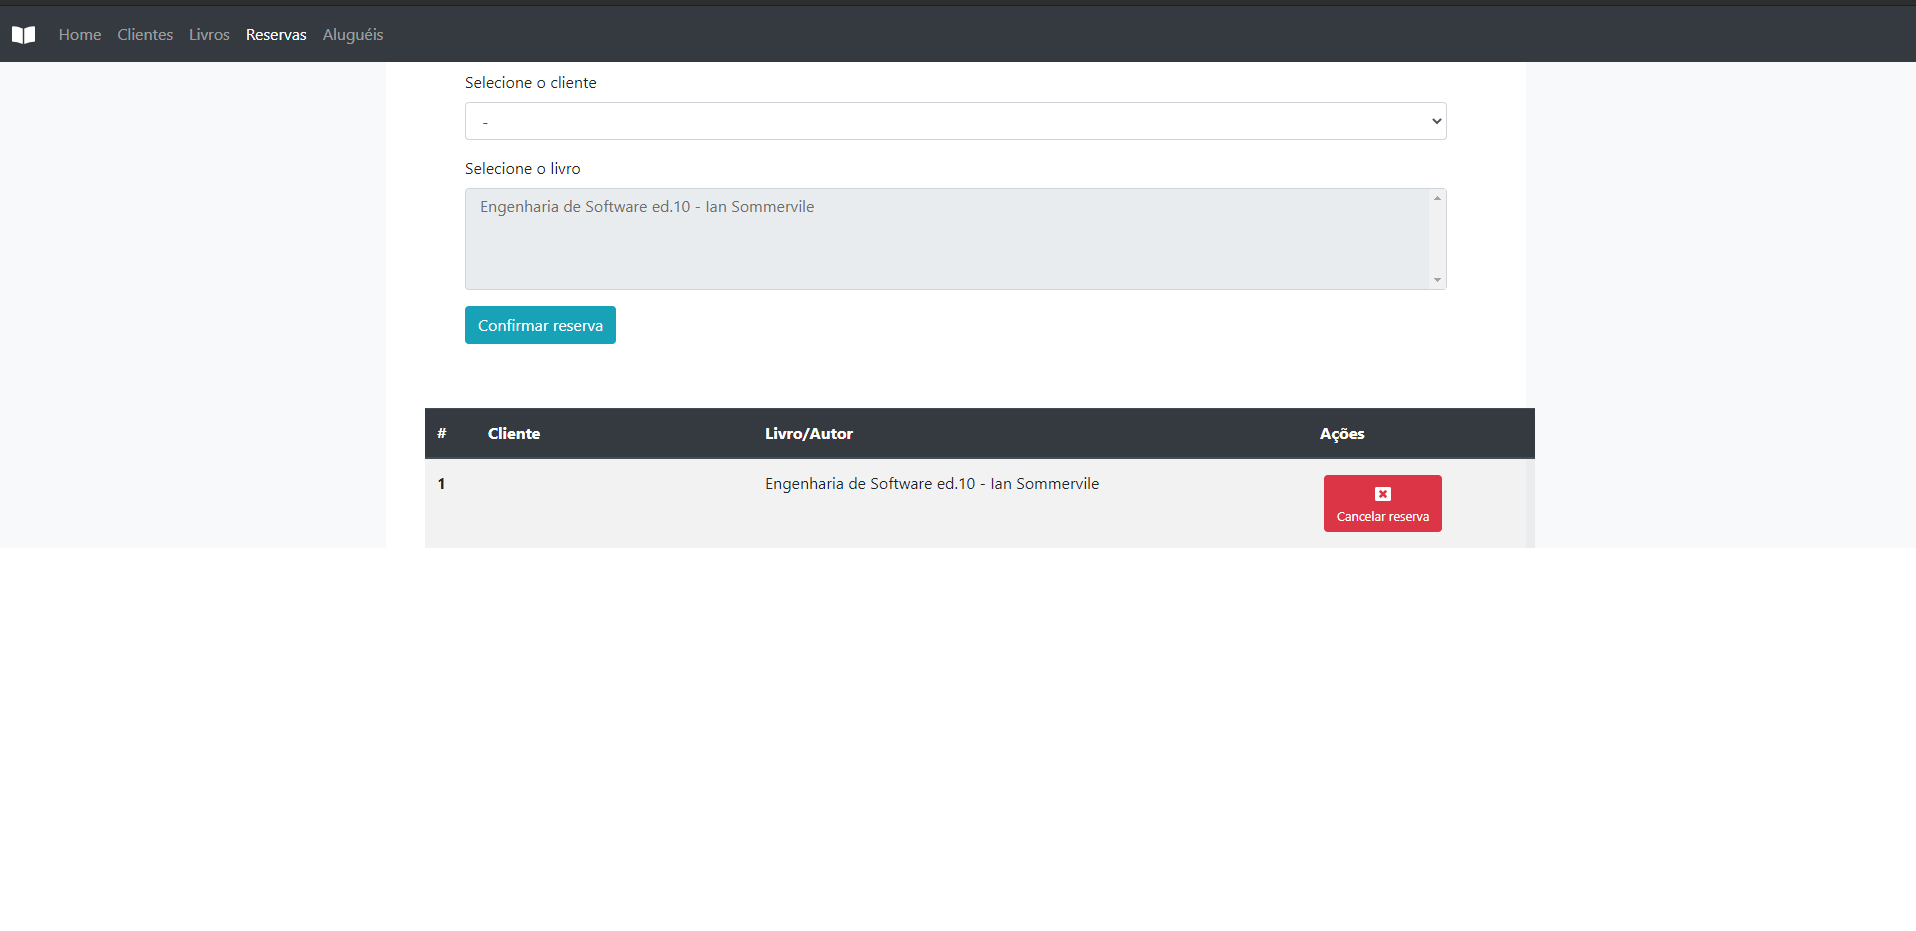 Home Clientes Livros Reservas Aluguéis
Selecione o cliente
-
Selecione o livro
Engenharia de Software ed.10 - Ian Sommervile
Confirmar reserva
# Cliente Livro/Autor Ações
1 Engenharia de Software ed.10 - Ian Sommervile
Cancelar reserva